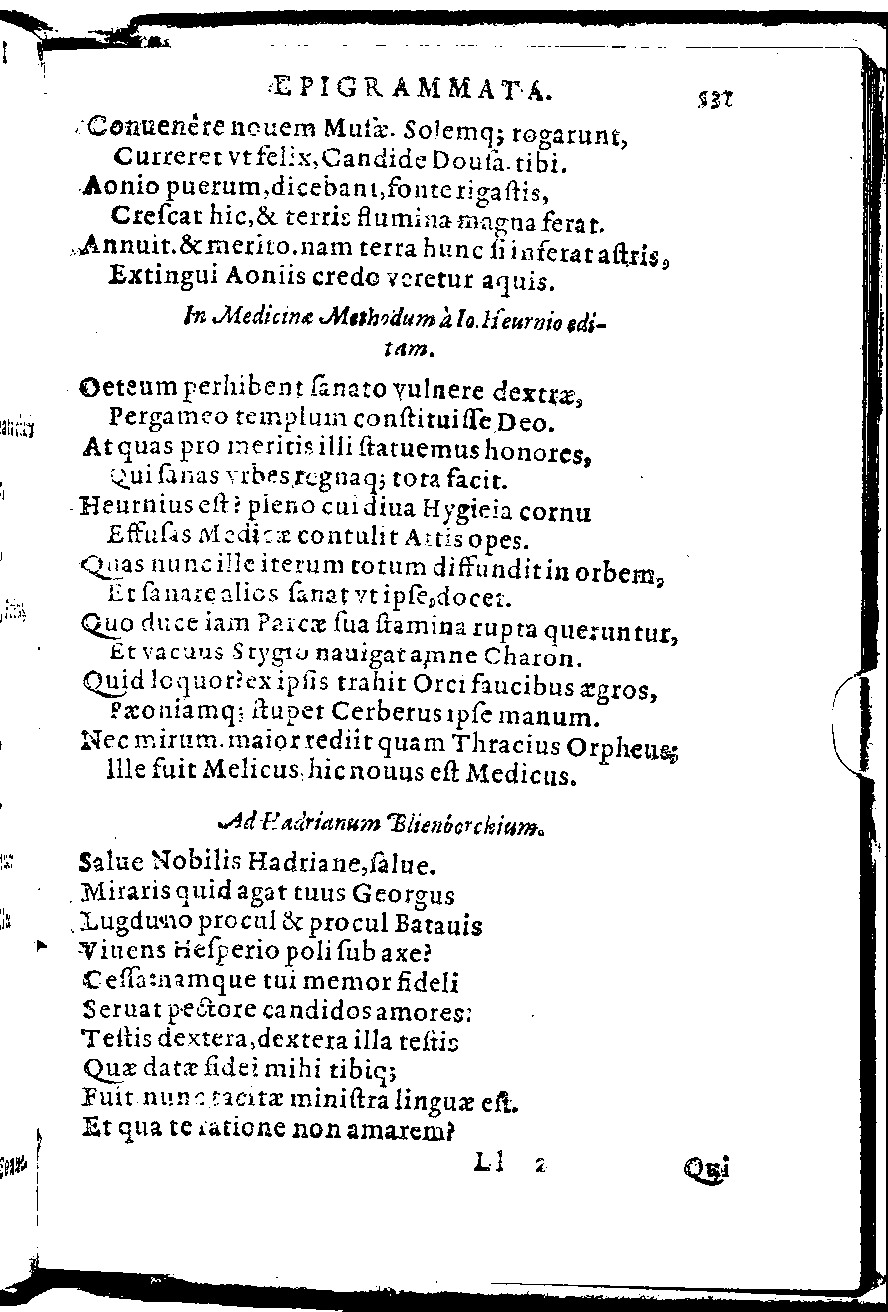 ÆPIGRAMMATA. 531
Conuenêre nouem Muſæ. Solemq; rogarunt,
Curreret vt felix, Candide Douſa. tibi.
Aonio puerum, dicebant, fonte rigaſtis,
Creſcat hic, & terris flumina magna ferat.
Annuit. & merito. nam terra hunc ſi inferat aſtris,
Extingui Aoniis credo veretur aquis.
In Medicinæ Methodum à Io. Heurnio edi-
tam.
Oeteum perhibent ſanato vulnere dextræ,
Pergameo templum conſtituiſſe Deo.
At quas pro meritis illi ſtatuemus honores,
Qui ſanas vrbes regnaq; tota facit.
Heurnius eſt? pleno cui diua Hygieia cornu
Effuſas Medicæ contulit Artis opes.
Quas nunc ille iterum totum diffundit in orbem,
Et ſanare alios ſanat vt ipſe, docet.
Quo duce iam Parcæ ſua ſtamina rupta queruntur,
Et vacuus Stygio nauigat amne Charon.
Quid loquor? ex ipſis trahit Orci faucibus ægros,
Pæoniamq; ſtupet Cerberus ipſe manum.
Nec mirum. maior rediit quam Thracius Orpheus;
Ille fuit Melicus, hic nouus eſt Medicus.
Ad Hadrianum Blienborchium.
Salue Nobilis Hadriane, ſalue.
Miraris quid agat tuus Georgus
Lugduno procul & procul Batauis
Viuens Heſperio poli ſub axe?
Ceſſa: namque tui memor fideli
Seruat pectore candidos amores:
Teſtis dextera, dextera illa teſtis
Quæ datæ fidei mihi tibiq;
Fuit nunc tacitæ miniſtra linguæ eſt.
Et qua te ratione non amarem?
Ll 2 Qui